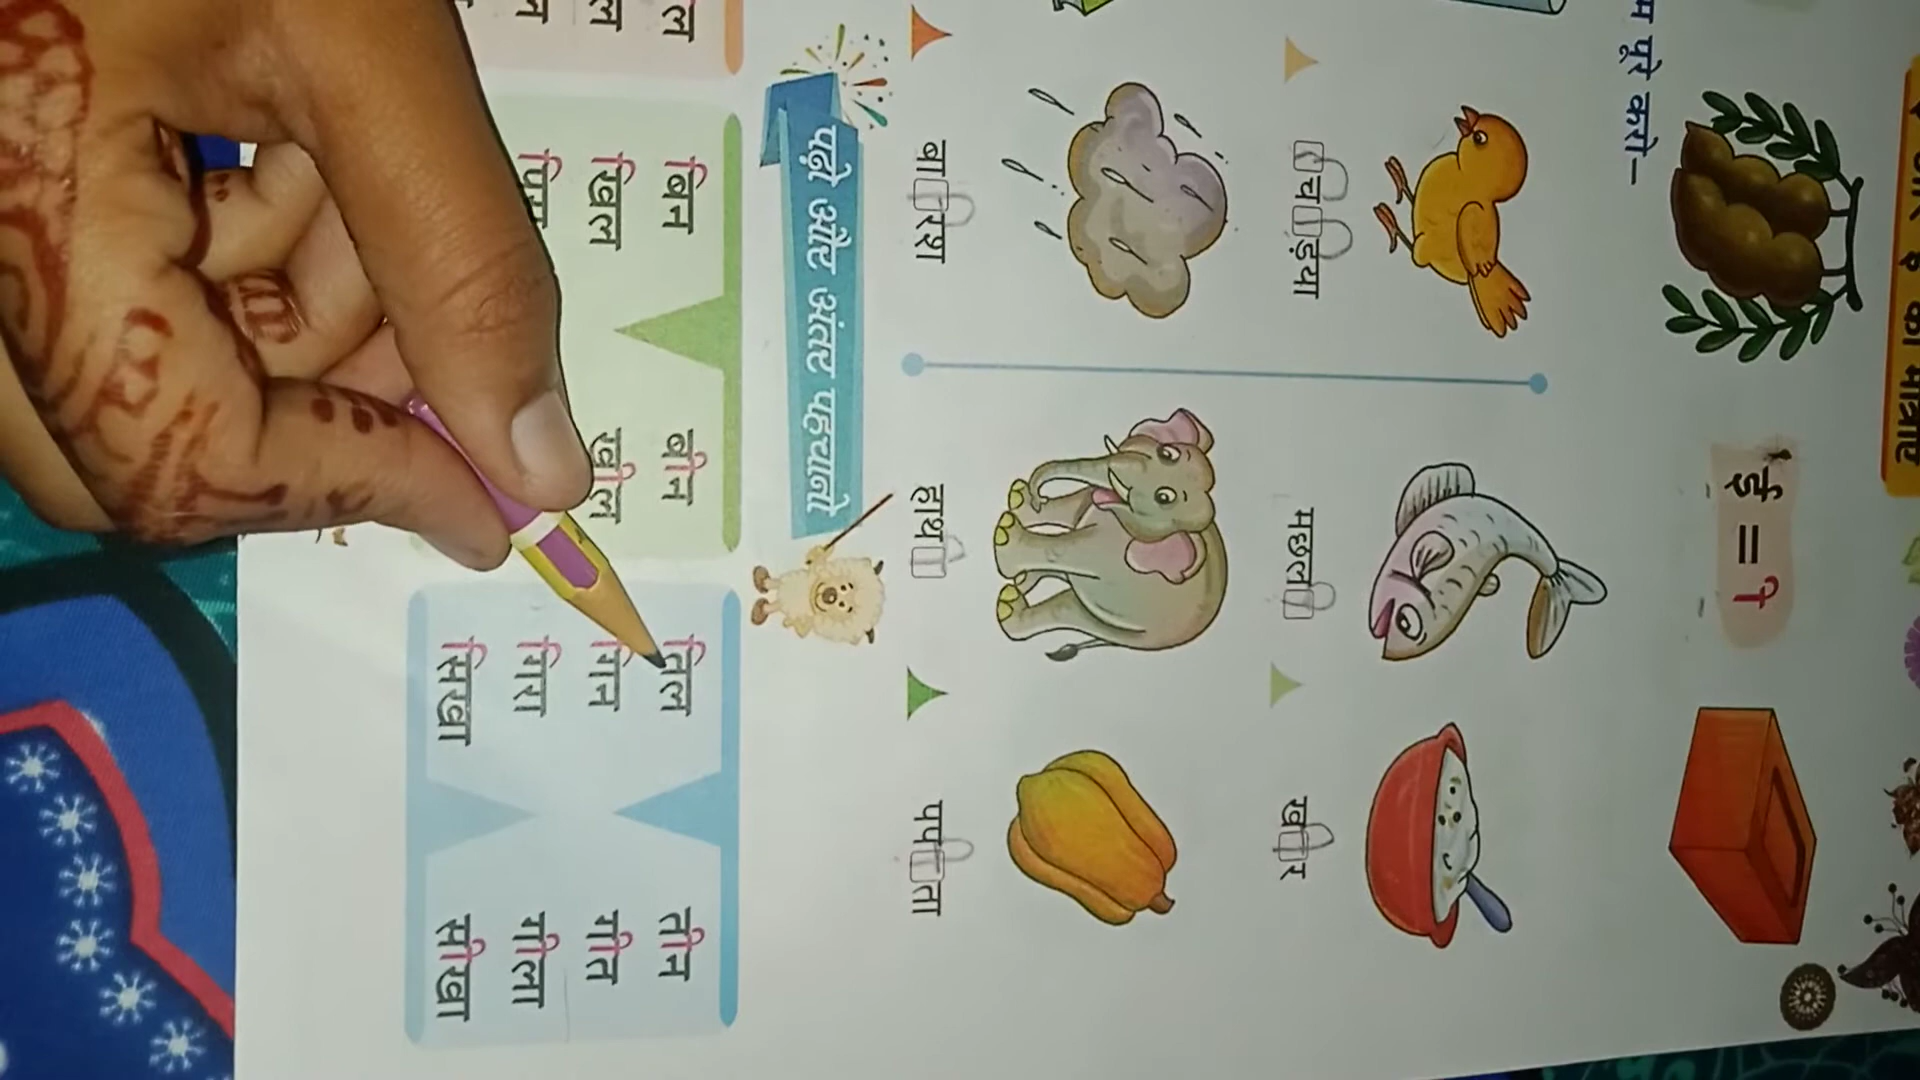 की मात्राएँ
पूरे करो–
ई = ी
चिड़िया
मछली
खीर
बारिश
हाथी
पपीता
पढ़ो और अंतर पहचानो
बिन बीन
खिल खील
तिल तीन
गिन गीत
गिरा गीला
सिखा सीखा